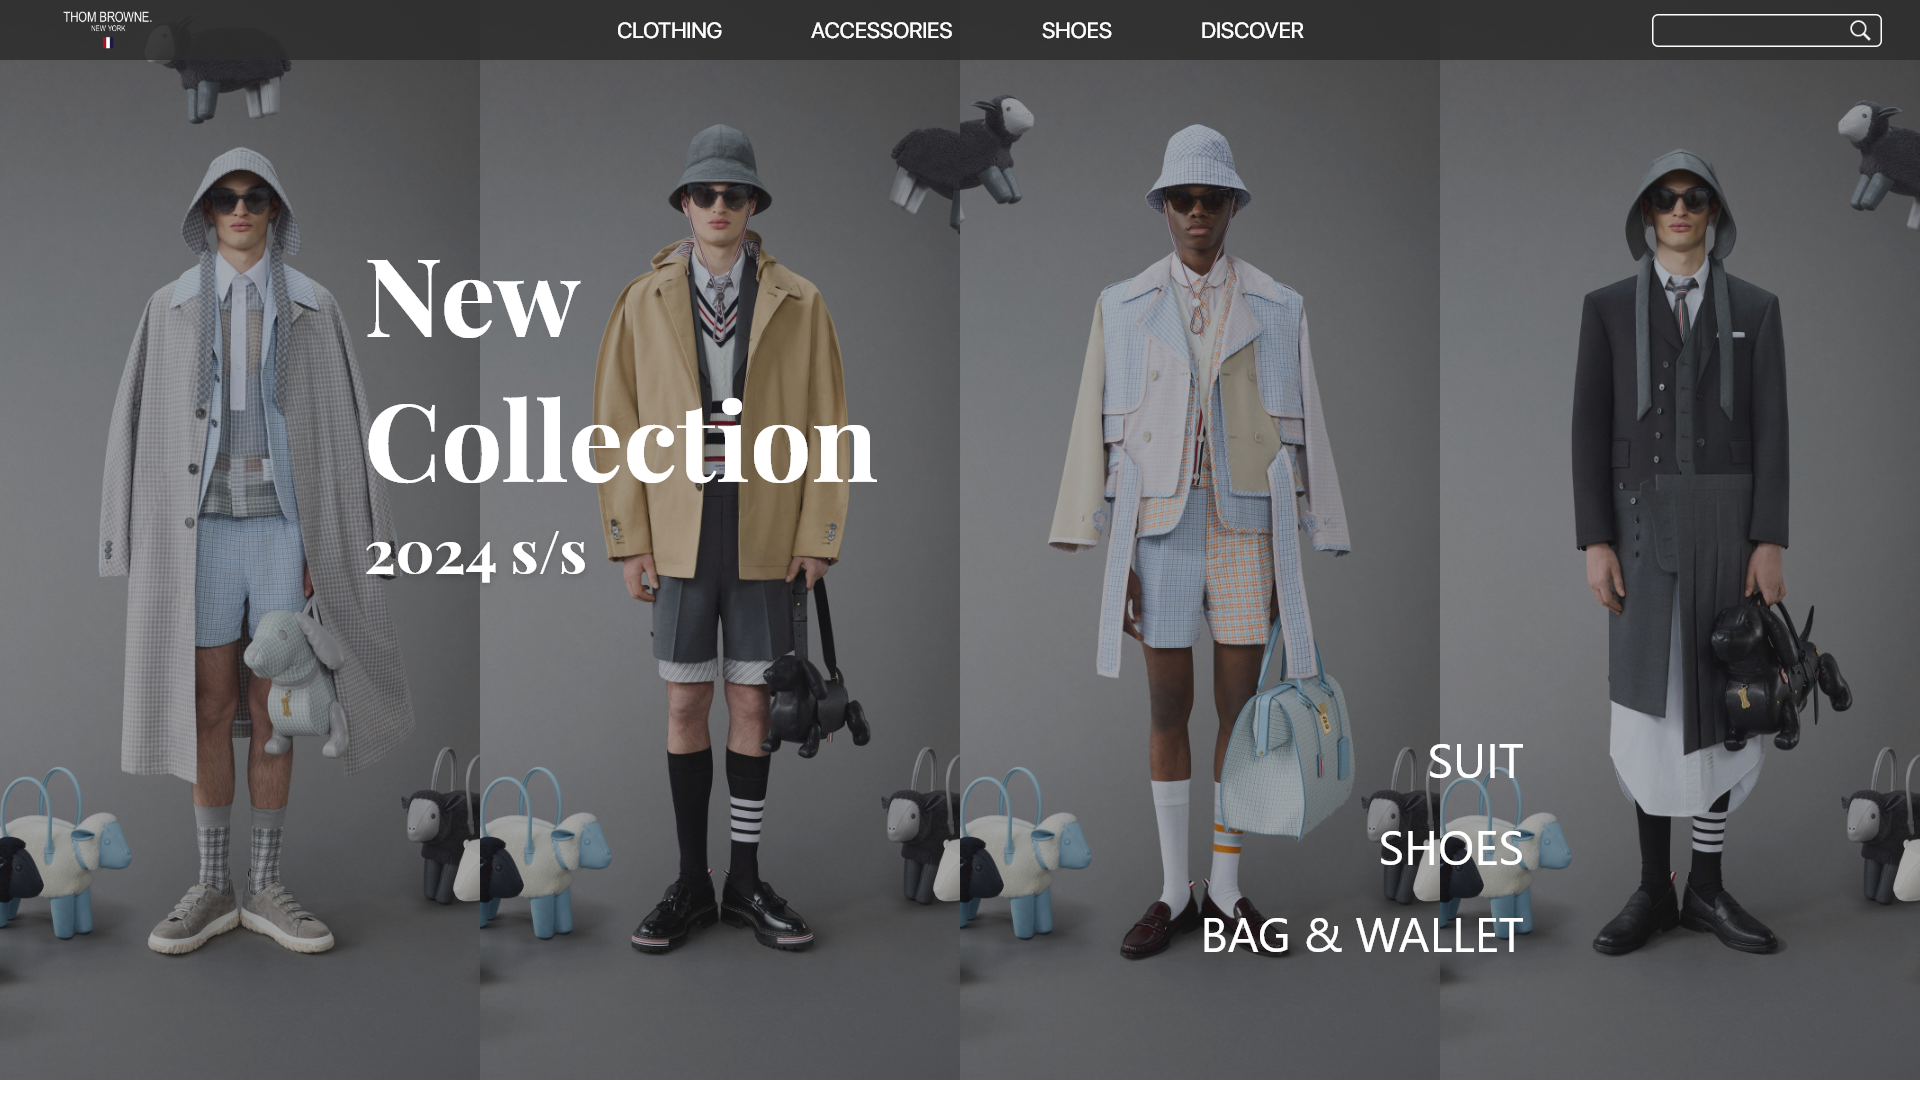 THOM BROWNE.
NEW YORK
CLOTHING
ACCESSORIES
SHOES
DISCOVER
New
Collection
2024 s/s
SUIT
SHOES
BAG & WALLET